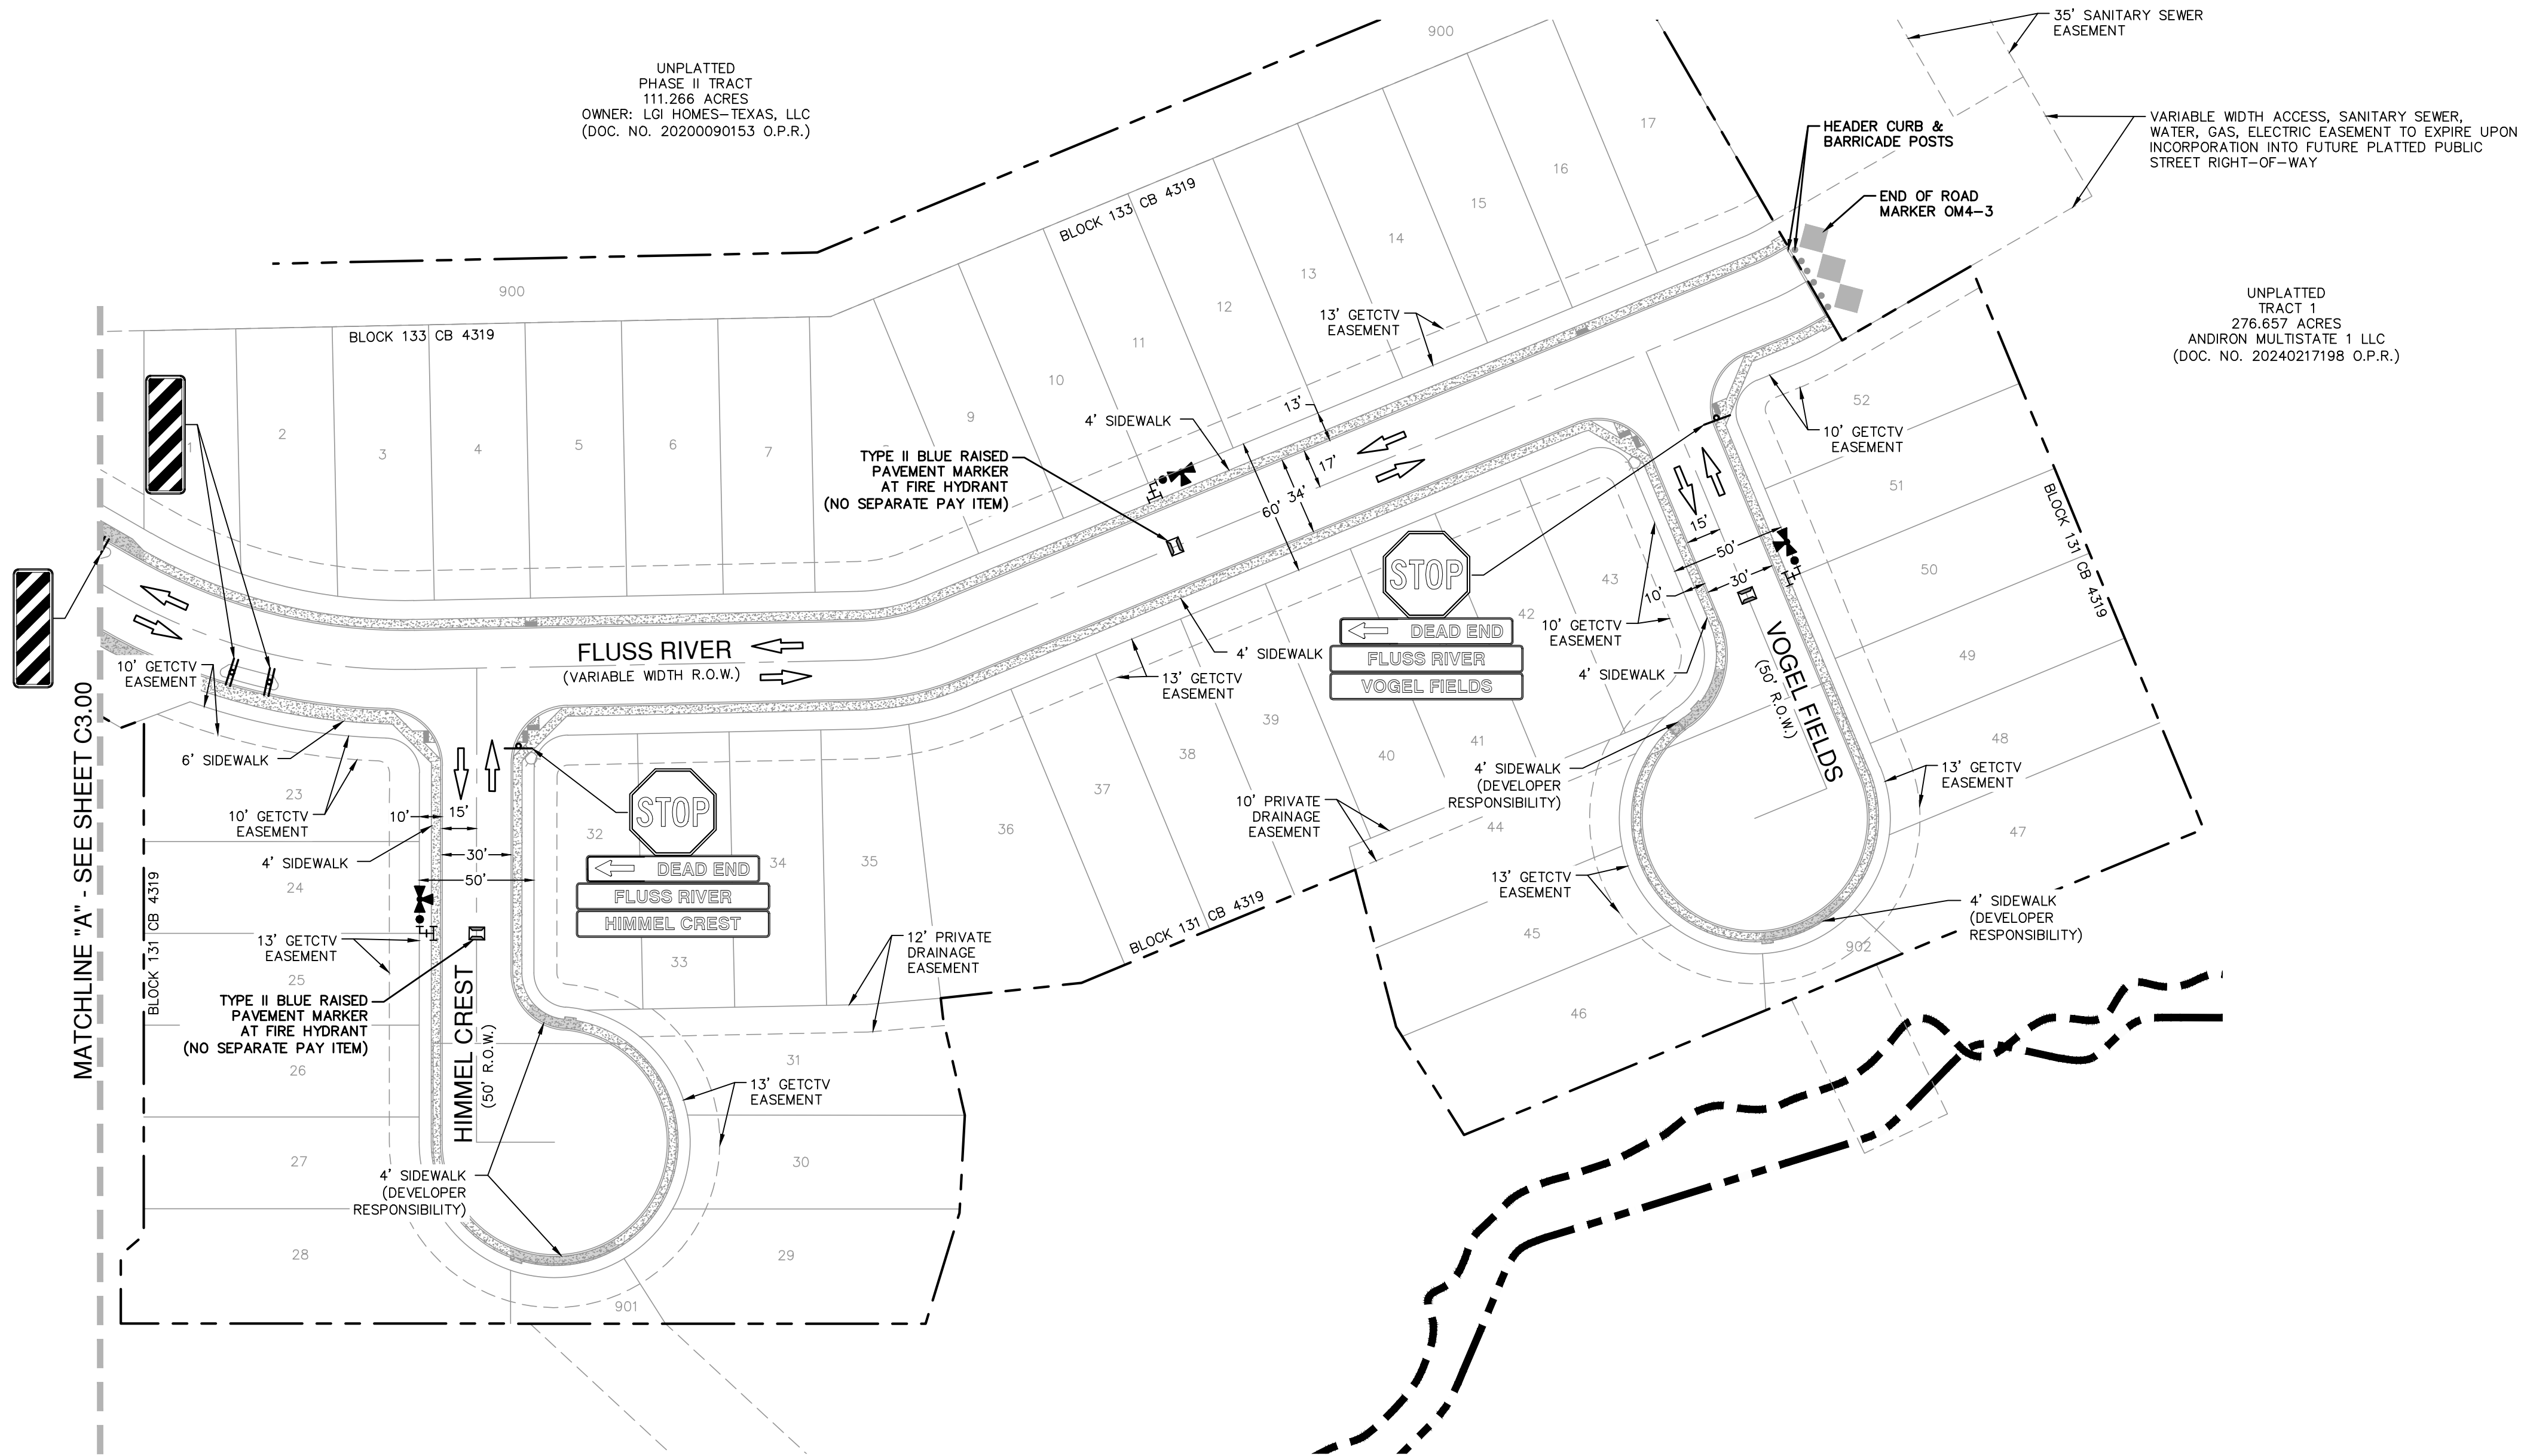 35' SANITARY SEWER
EASEMENT
900
UNPLATTED
PHASE II TRACT
111.266 ACRES
OWNER: LGI HOMES-TEXAS, LLC
(DOC. NO. 20200090153 O.P.R.)
VARIABLE WIDTH ACCESS, SANITARY SEWER,
WATER, GAS, ELECTRIC EASEMENT TO EXPIRE UPON
INCORPORATION INTO FUTURE PLATTED PUBLIC
STREET RIGHT-OF-WAY
HEADER CURB &
BARRICADE POSTS
END OF ROAD
MARKER OM4-3
17
16
15
14
13
12
11
10
9
BLOCK 133 CB 4319
UNPLATTED
TRACT 1
276.657 ACRES
ANDIRON MULTISTATE 1 LLC
(DOC. NO. 20240217198 O.P.R.)
900
BLOCK 133 CB 4319
1
2
3
4
5
6
7
13' GETCTV
EASEMENT
4' SIDEWALK
13'
17'
34'
60'
TYPE II BLUE RAISED
PAVEMENT MARKER
AT FIRE HYDRANT
(NO SEPARATE PAY ITEM)
52
10' GETCTV
EASEMENT
51
50
49
48
47
BLOCK 131 CB 4319
15'
50'
30'
10'
43
42
10' GETCTV
EASEMENT
4' SIDEWALK
VOGEL FIELDS
(50' R.O.W.)
STOP
DEAD END
FLUSS RIVER
VOGEL FIELDS
FLUSS RIVER
(VARIABLE WIDTH R.O.W.)
4' SIDEWALK
13' GETCTV
EASEMENT
10' GETCTV
EASEMENT
6' SIDEWALK
MATCHLINE "A" - SEE SHEET C3.00
23
10' GETCTV
EASEMENT
10'
15'
4' SIDEWALK
30'
50'
24
BLOCK 131 CB 4319
13' GETCTV
EASEMENT
25
TYPE II BLUE RAISED
PAVEMENT MARKER
AT FIRE HYDRANT
(NO SEPARATE PAY ITEM)
26
HIMMEL CREST
(50' R.O.W.)
27
28
4' SIDEWALK
(DEVELOPER
RESPONSIBILITY)
STOP
DEAD END
FLUSS RIVER
HIMMEL CREST
32
34
35
33
36
37
38
39
40
41
12' PRIVATE
DRAINAGE
EASEMENT
BLOCK 131 CB 4319
31
13' GETCTV
EASEMENT
30
29
901
4' SIDEWALK
(DEVELOPER
RESPONSIBILITY)
10' PRIVATE
DRAINAGE
EASEMENT
44
13' GETCTV
EASEMENT
13' GETCTV
EASEMENT
45
46
4' SIDEWALK
(DEVELOPER
RESPONSIBILITY)
902